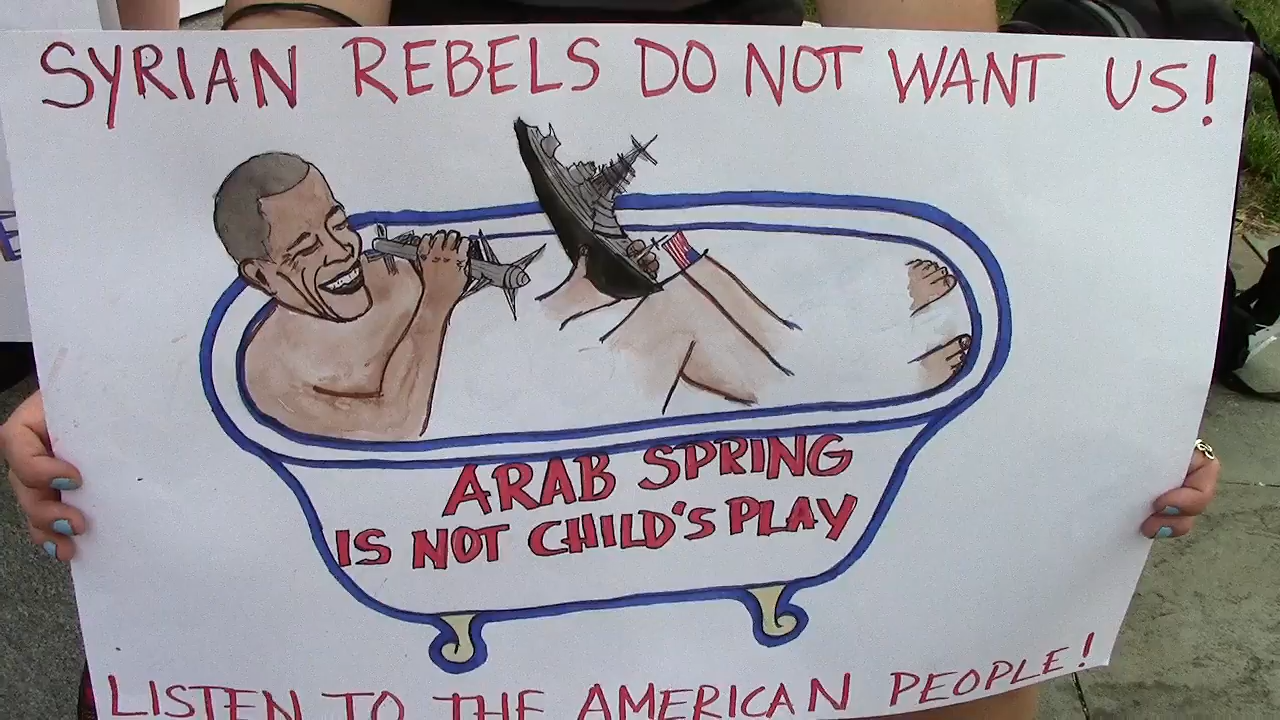 SYRIAN REBELS DO NOT WANT US!
ARAB SPRING
IS NOT CHILD'S PLAY
LISTEN TO THE AMERICAN PEOPLE!
E